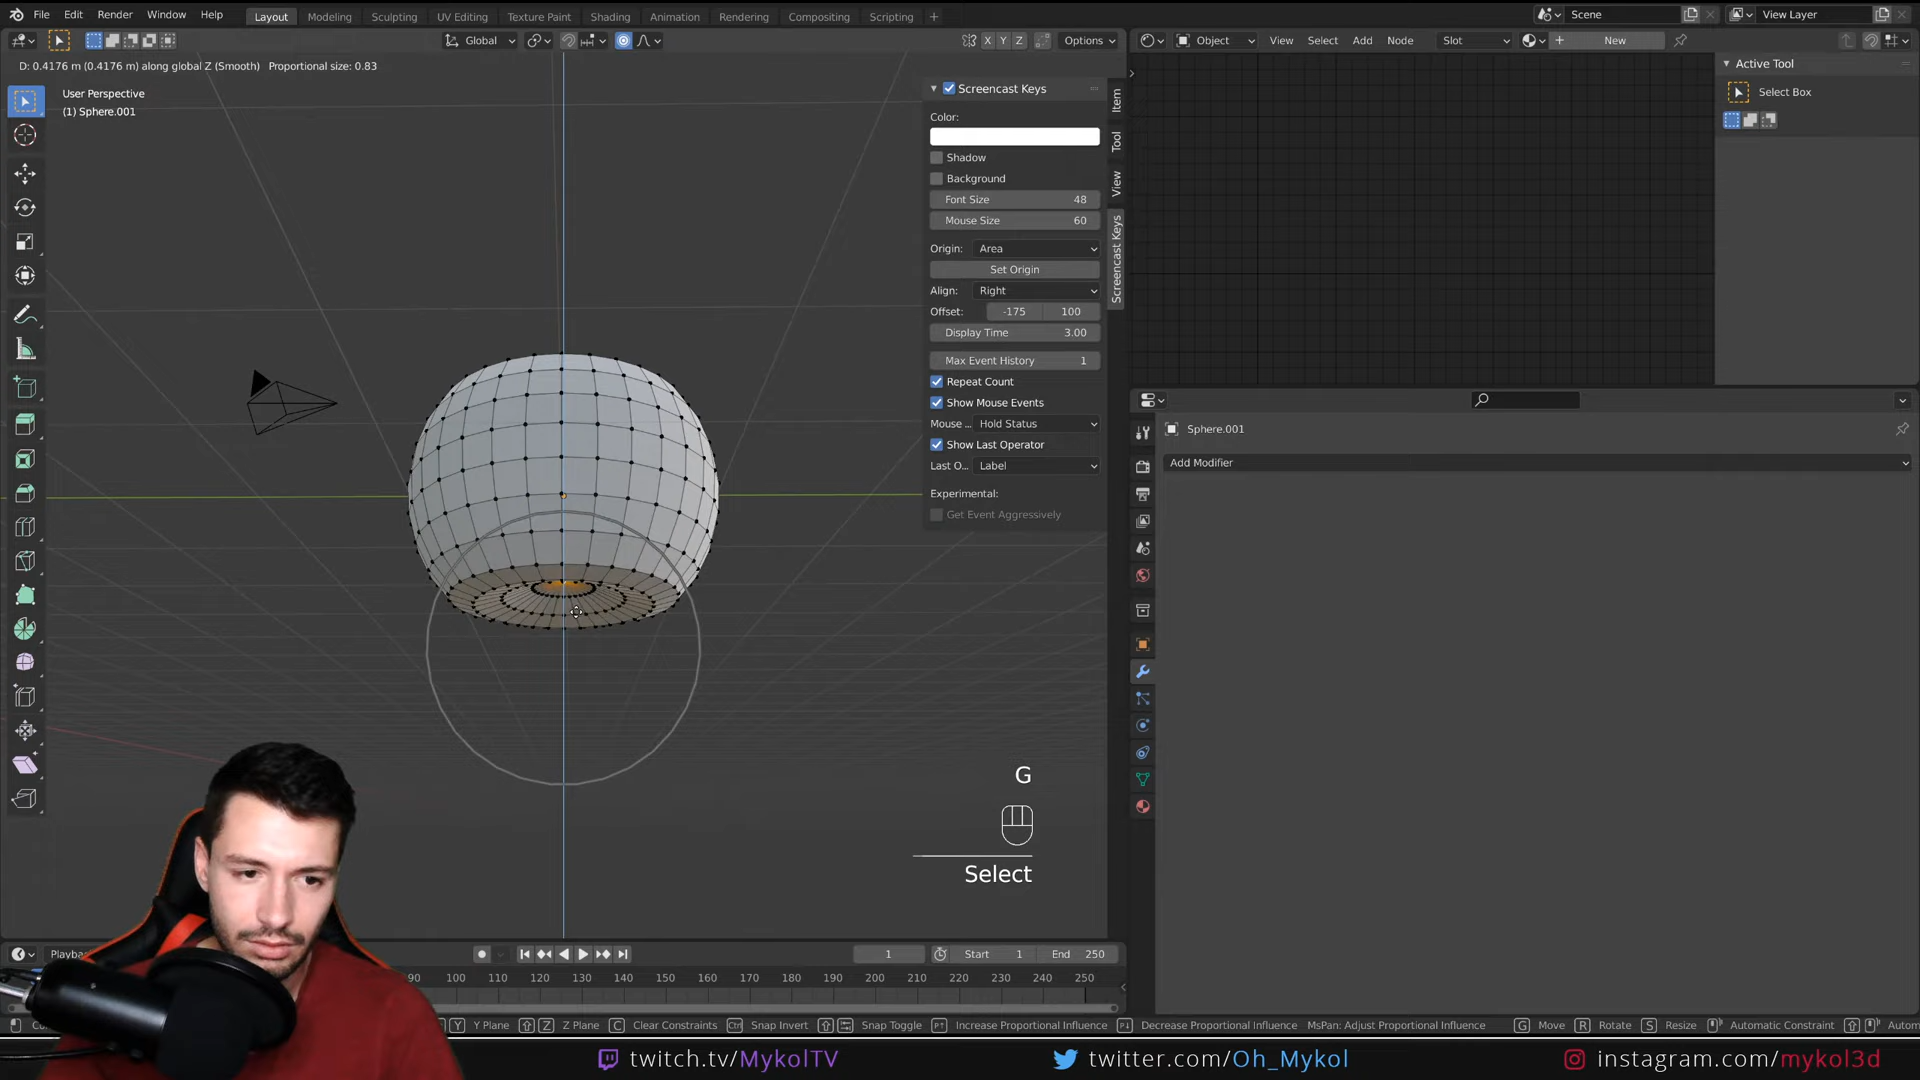 File Edit Render Window Help Layout Modeling Sculpting UV Editing Texture Paint Shading Animation Rendering Compositing Scripting + Scene View Layer
Global X Y Z Options Object View Select Add Node Slot New
D: 0.4176 m (0.4176 m) along global Z (Smooth) Proportional size: 0.83
User Perspective
(1) Sphere.001
Screencast Keys
Color:
Shadow
Background
Font Size 48
Mouse Size 60
Origin: Area
Set Origin
Align: Right
Offset: -175 100
Display Time 3.00
Max Event History 1
Repeat Count
Show Mouse Events
Mouse ... Hold Status
Show Last Operator
Last O... Label
Experimental:
Get Event Aggressively
Item
Tool
View
Screencast Keys
Active Tool
Select Box
Sphere.001
Add Modifier
G
Select
Playba 1 Start 1 End 250
90 100 110 120 130 140 150 160 170 180 190 200 210 220 230 240 250
Y Y Plane Z Z Plane C Clear Constraints Ctrl Snap Invert Snap Toggle Increase Proportional Influence Decrease Proportional Influence MsPan: Adjust Proportional Influence G Move R Rotate S Resize Automatic Constraint Autom
twitch.tv/MykolTV twitter.com/Oh_Mykol instagram.com/mykol3d